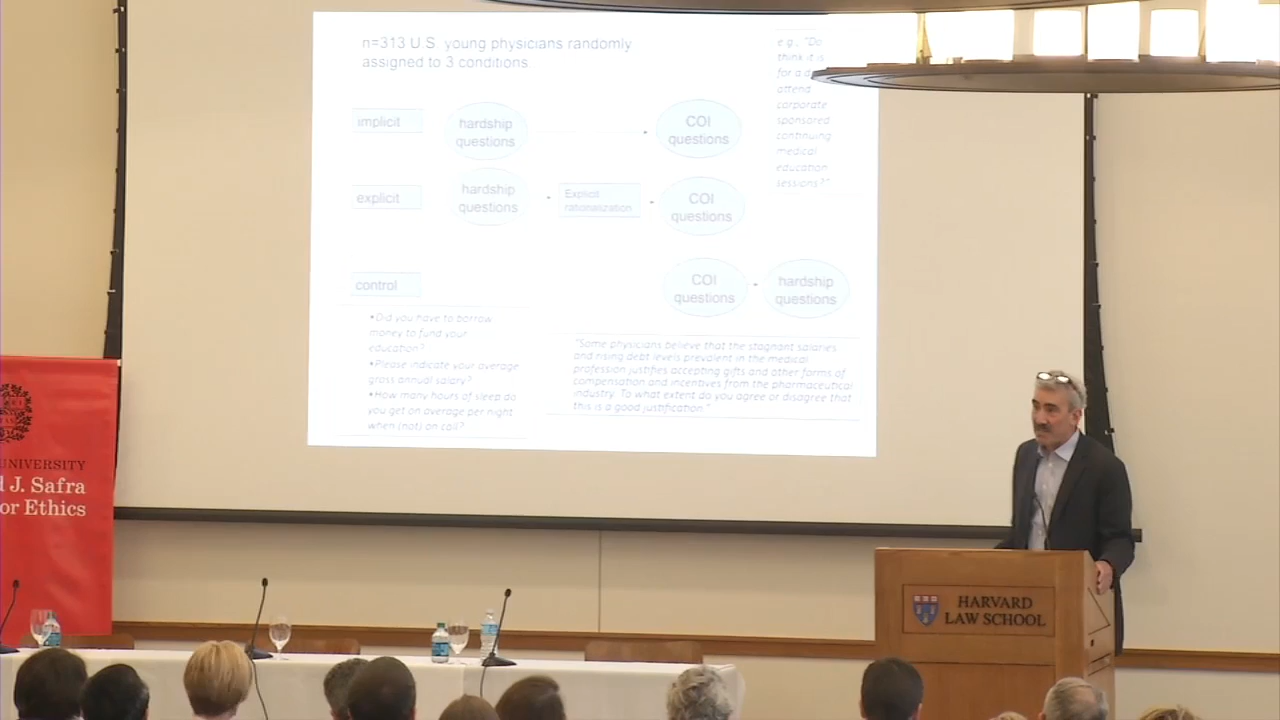 n=313 U.S. young physicians randomly
assigned to 3 conditions
e.g., "Do
think it is
for a d
attend
corporate
sponsored
continuing
medical
education
sessions?"
implicit
hardship
questions
COI
questions
explicit
hardship
questions
Explicit
rationalization
COI
questions
control
COI
questions
hardship
questions
•Did you have to borrow
money to fund your
education?
•Please indicate your average
gross annual salary?
•How many hours of sleep do
you get on average per night
when (not) on call?
"Some physicians believe that the stagnant salaries
and rising debt levels prevalent in the medical
profession justifies accepting gifts and other forms of
compensation and incentives from the pharmaceutical
industry. To what extent do you agree or disagree that
this is a good justification."
UNIVERSITY
d J. Safra
or Ethics
HARVARD
LAW SCHOOL